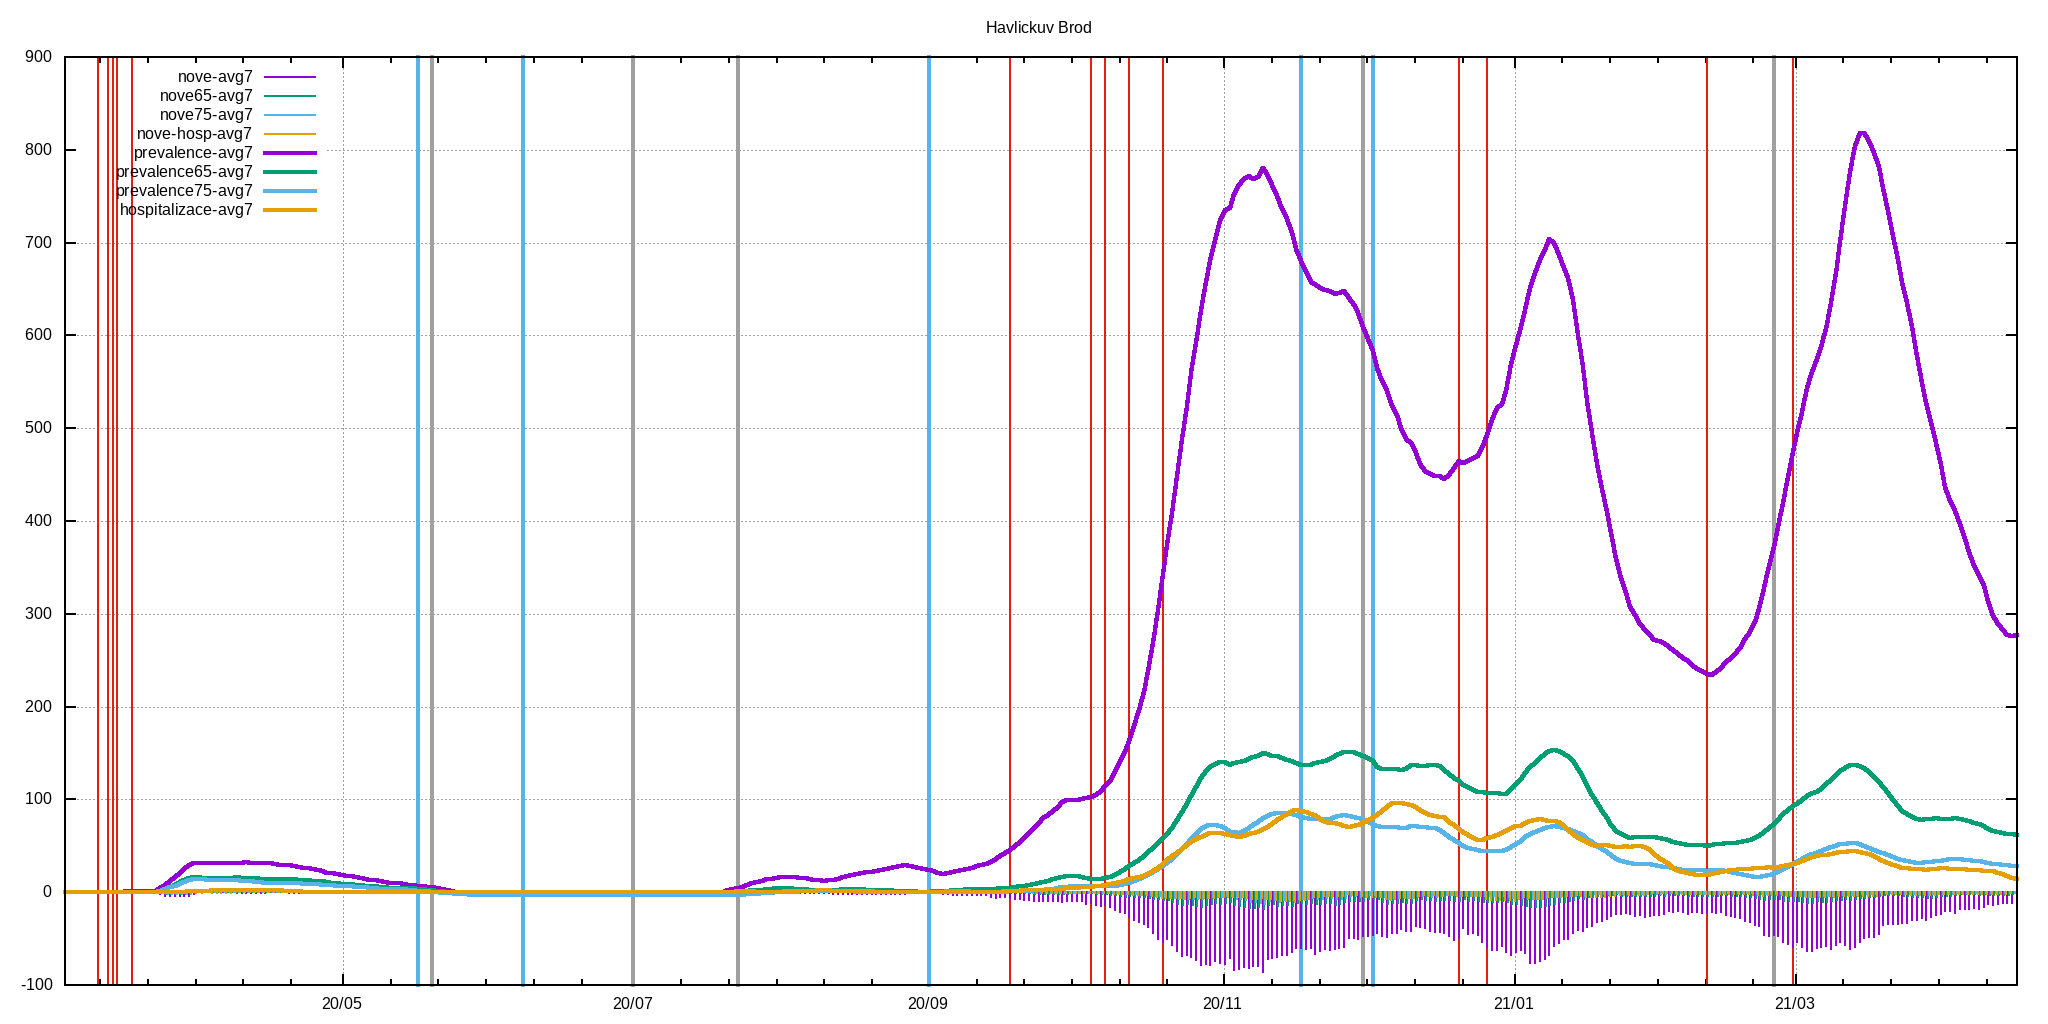 Havlickuv Brod
900
800
700
600
500
400
300
200
100
0
-100
nove-avg7
nove65-avg7
nove75-avg7
nove-hosp-avg7
prevalence-avg7
prevalence65-avg7
prevalence75-avg7
hospitalizace-avg7
20/05
20/07
20/09
20/11
21/01
21/03